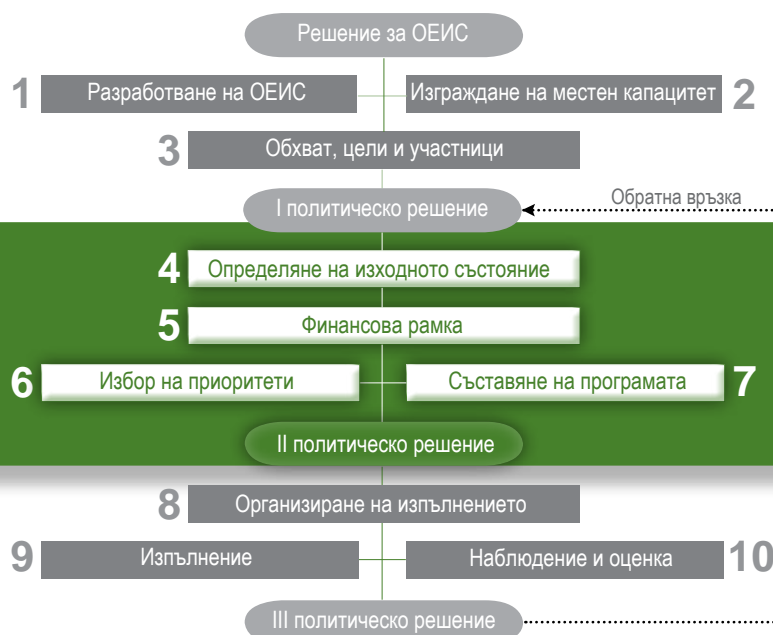 Решение за ОЕИС
1 Разработване на ОЕИС
Изграждане на местен капацитет 2
3 Обхват, цели и участници
I политическо решение
Обратна връзка
4 Определяне на изходното състояние
5 Финансова рамка
6 Избор на приоритети
Съставяне на програмата 7
II политическо решение
8 Организиране на изпълнението
9 Изпълнение
Наблюдение и оценка 10
III политическо решение